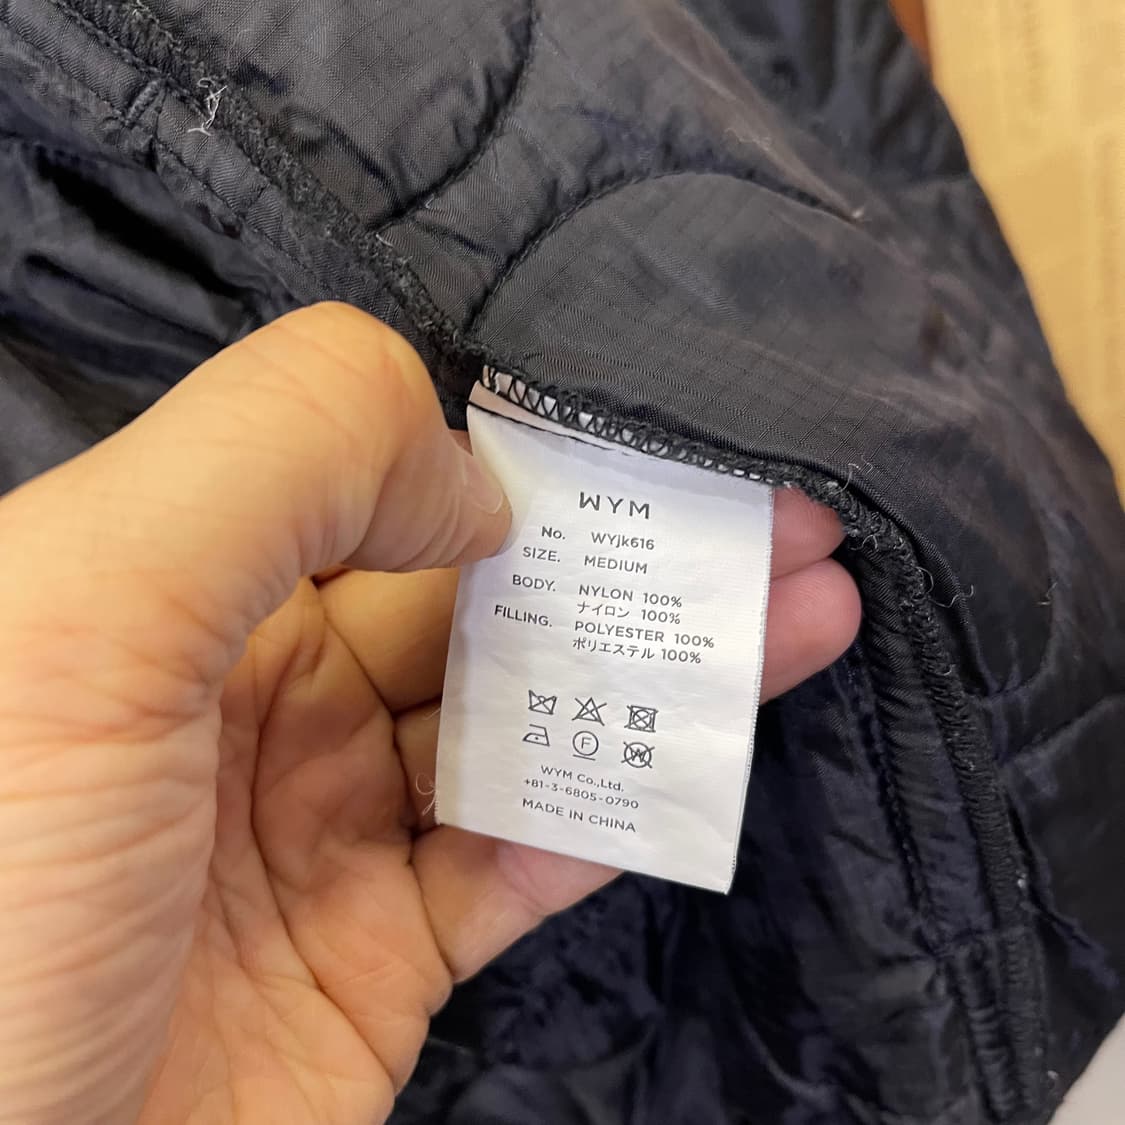 WYM
No. WYjk616
SIZE. MEDIUM
BODY. NYLON 100%
ナイロン 100%
FILLING. POLYESTER 100%
ポリエステル 100%
F
W
WYM Co.,Ltd.
+81-3-6805-0790
MADE IN CHINA